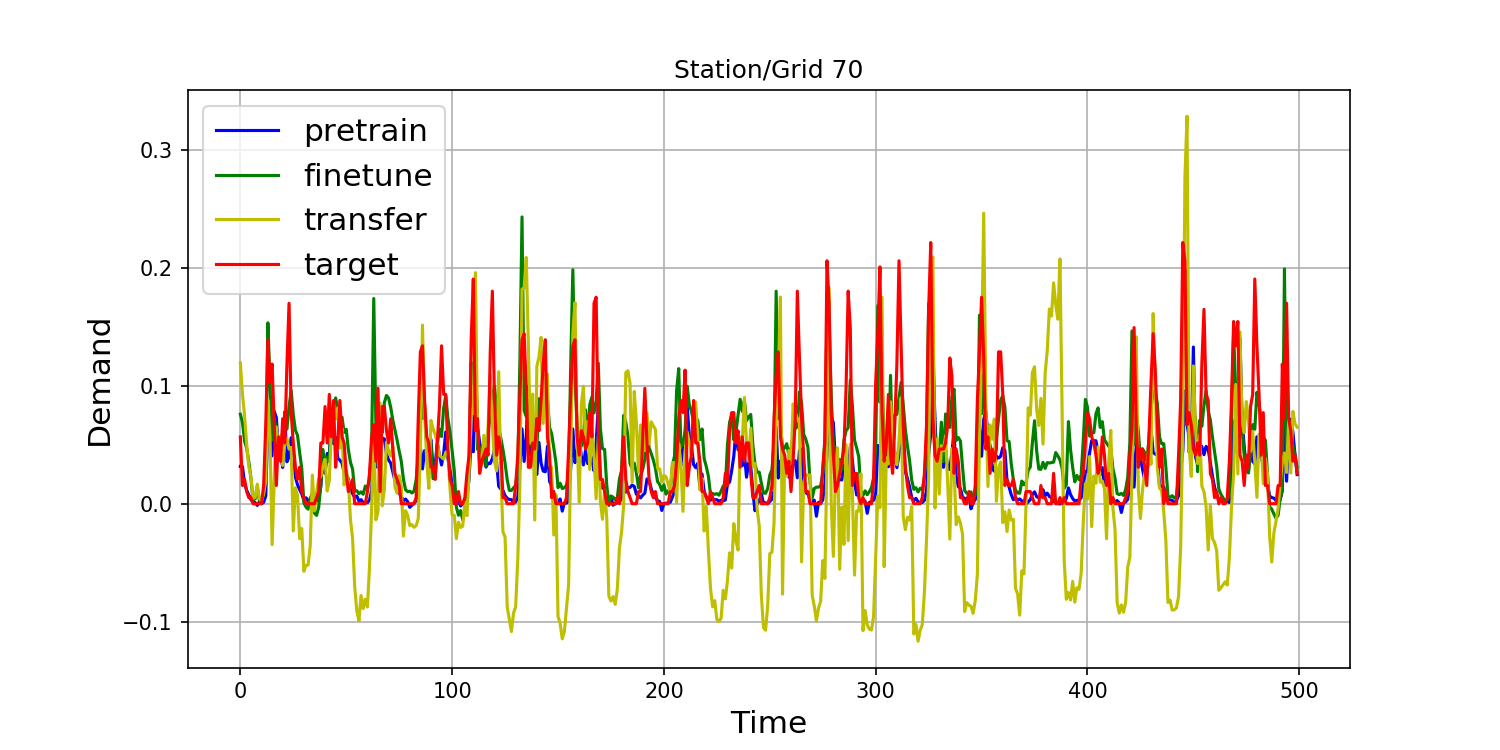 Station/Grid 70
pretrain
finetune
transfer
target
Demand
0.3
0.2
0.1
0.0
−0.1
0 100 200 300 400 500
Time